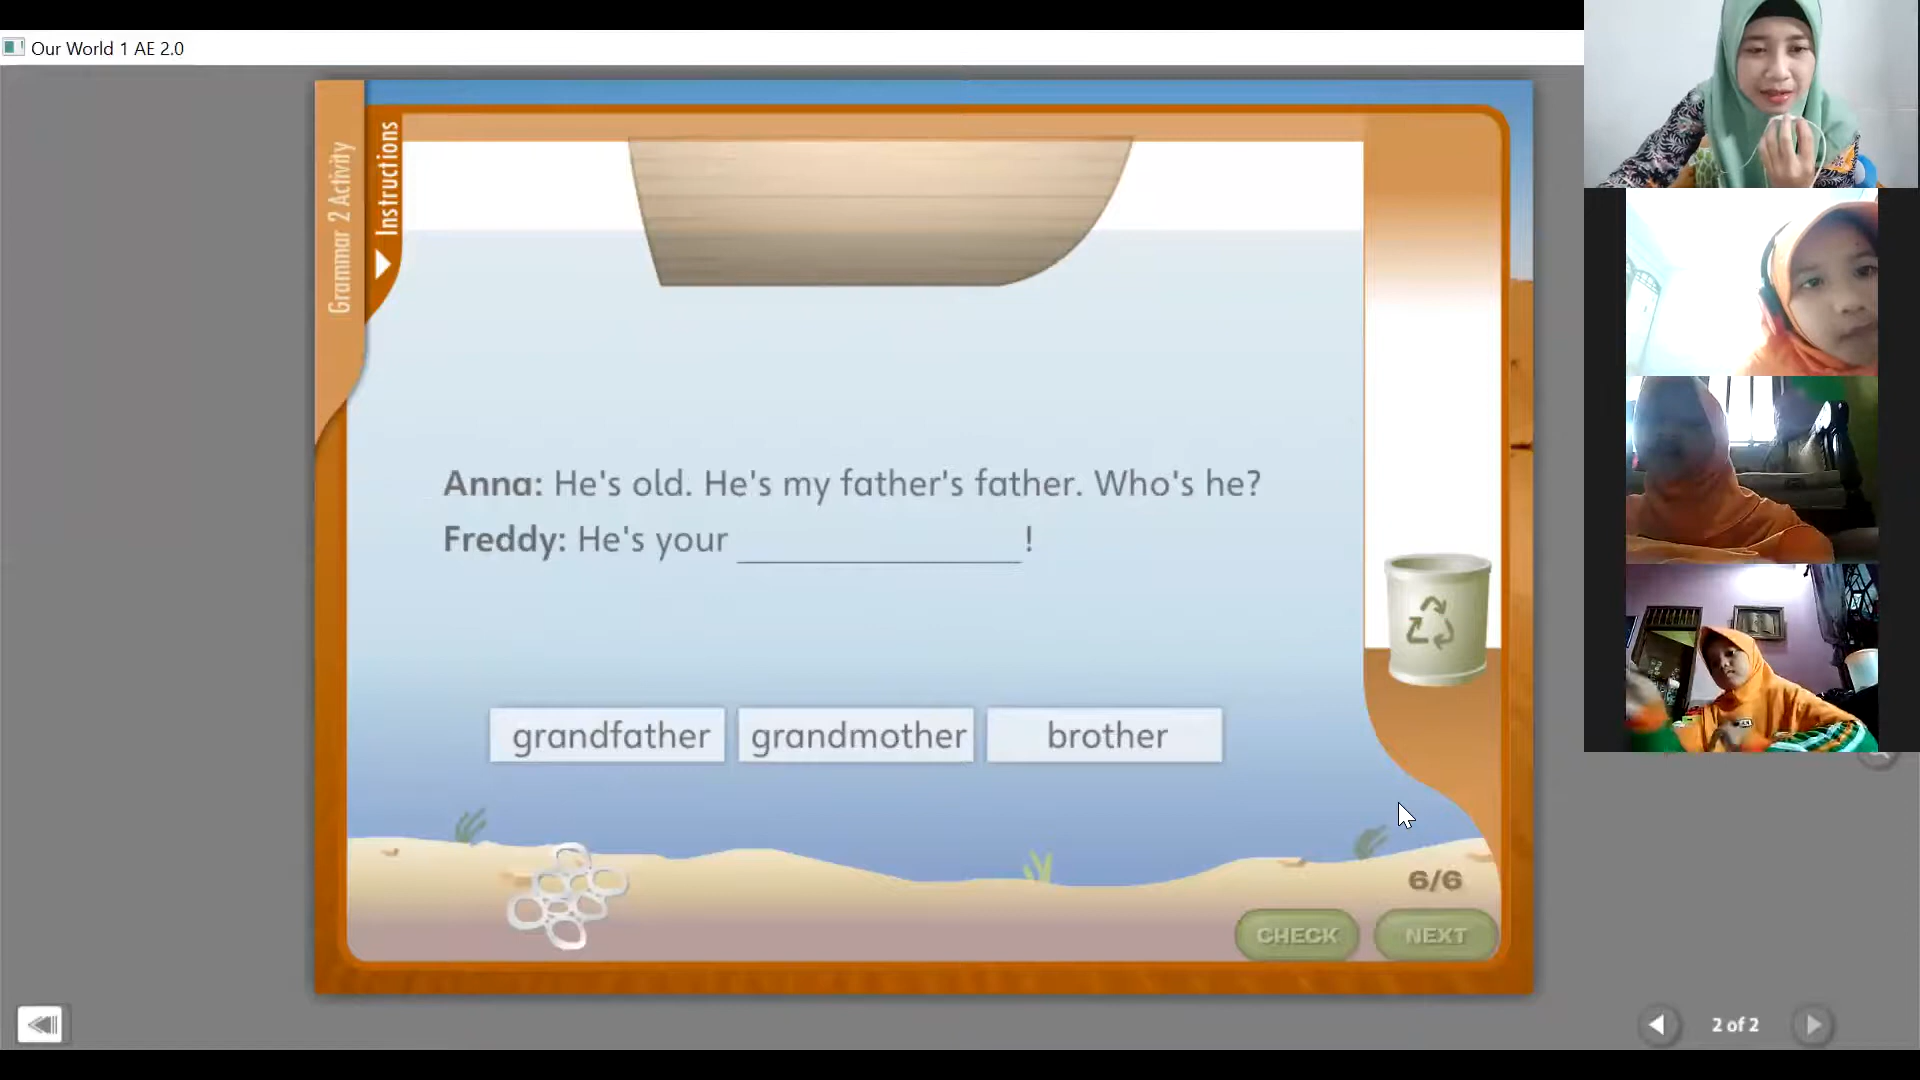 Our World 1 AE 2.0
Grammar 2 Activity
Instructions
Anna: He's old. He's my father's father. Who's he?
Freddy: He's your ____________!
grandfather
grandmother
brother
6/6
CHECK
NEXT
2 of 2